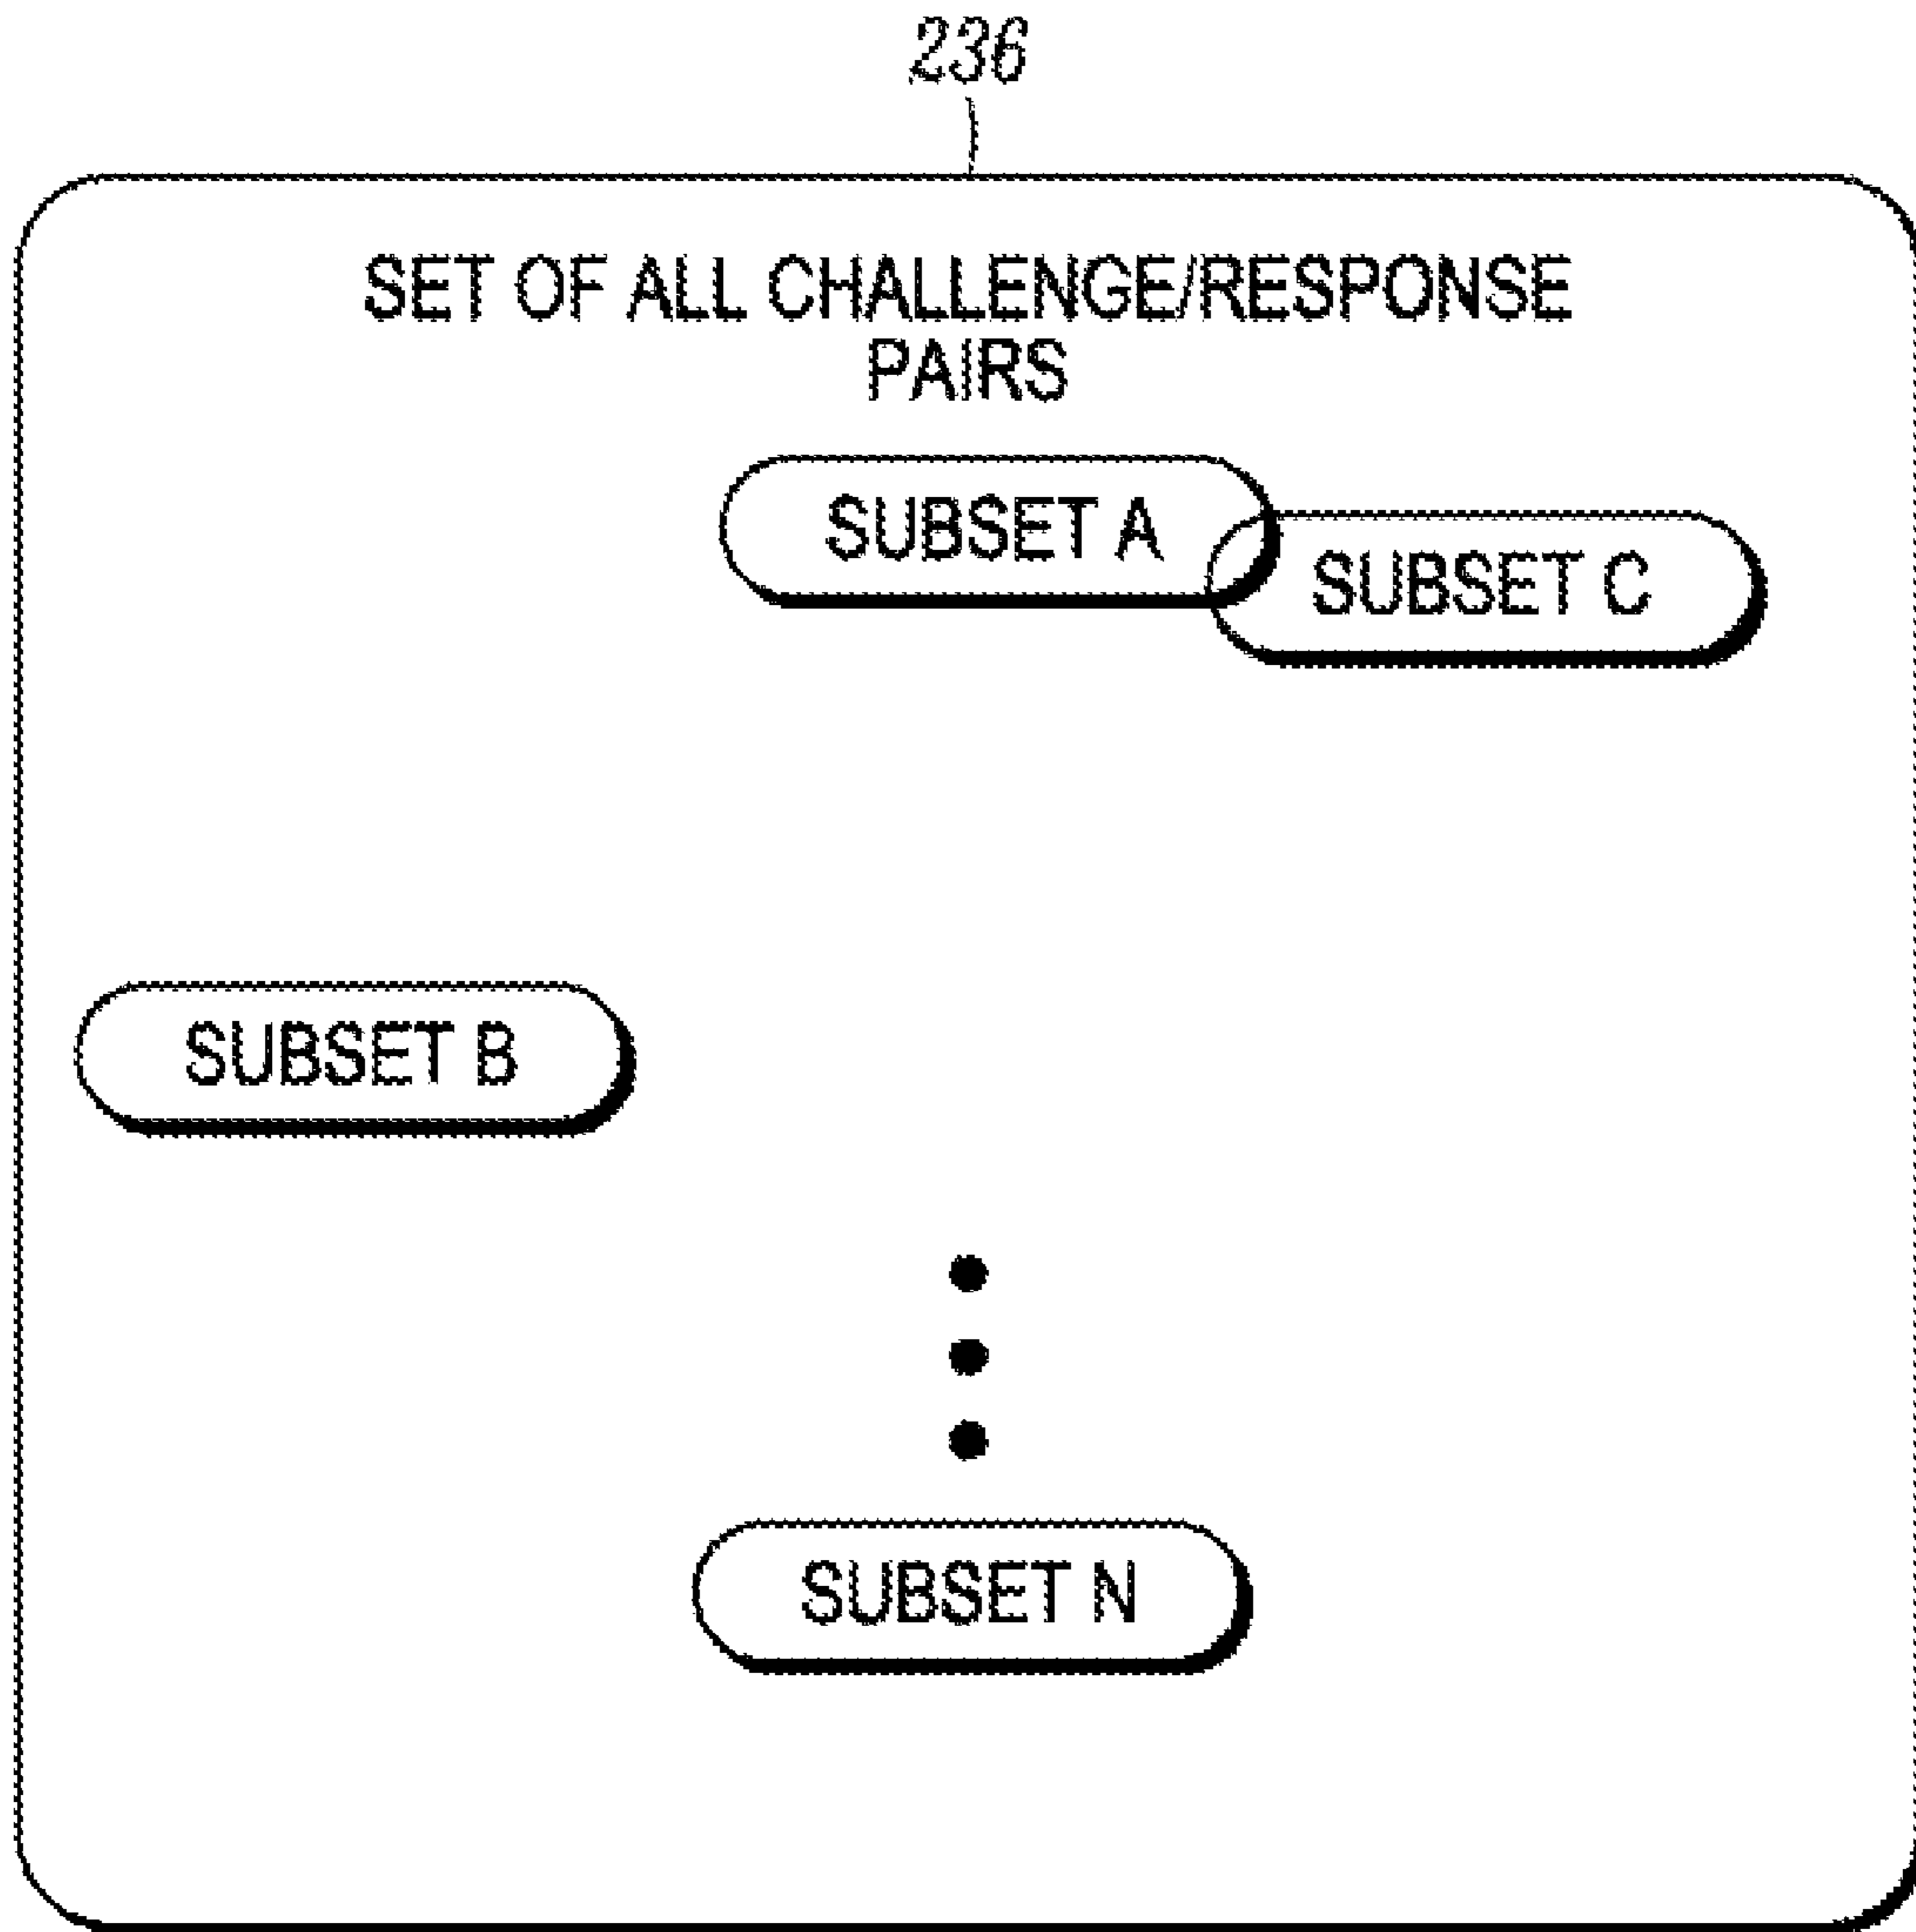 236
SET OF ALL CHALLENGE/RESPONSE
PAIRS
SUBSET A
SUBSET C
SUBSET B
SUBSET N